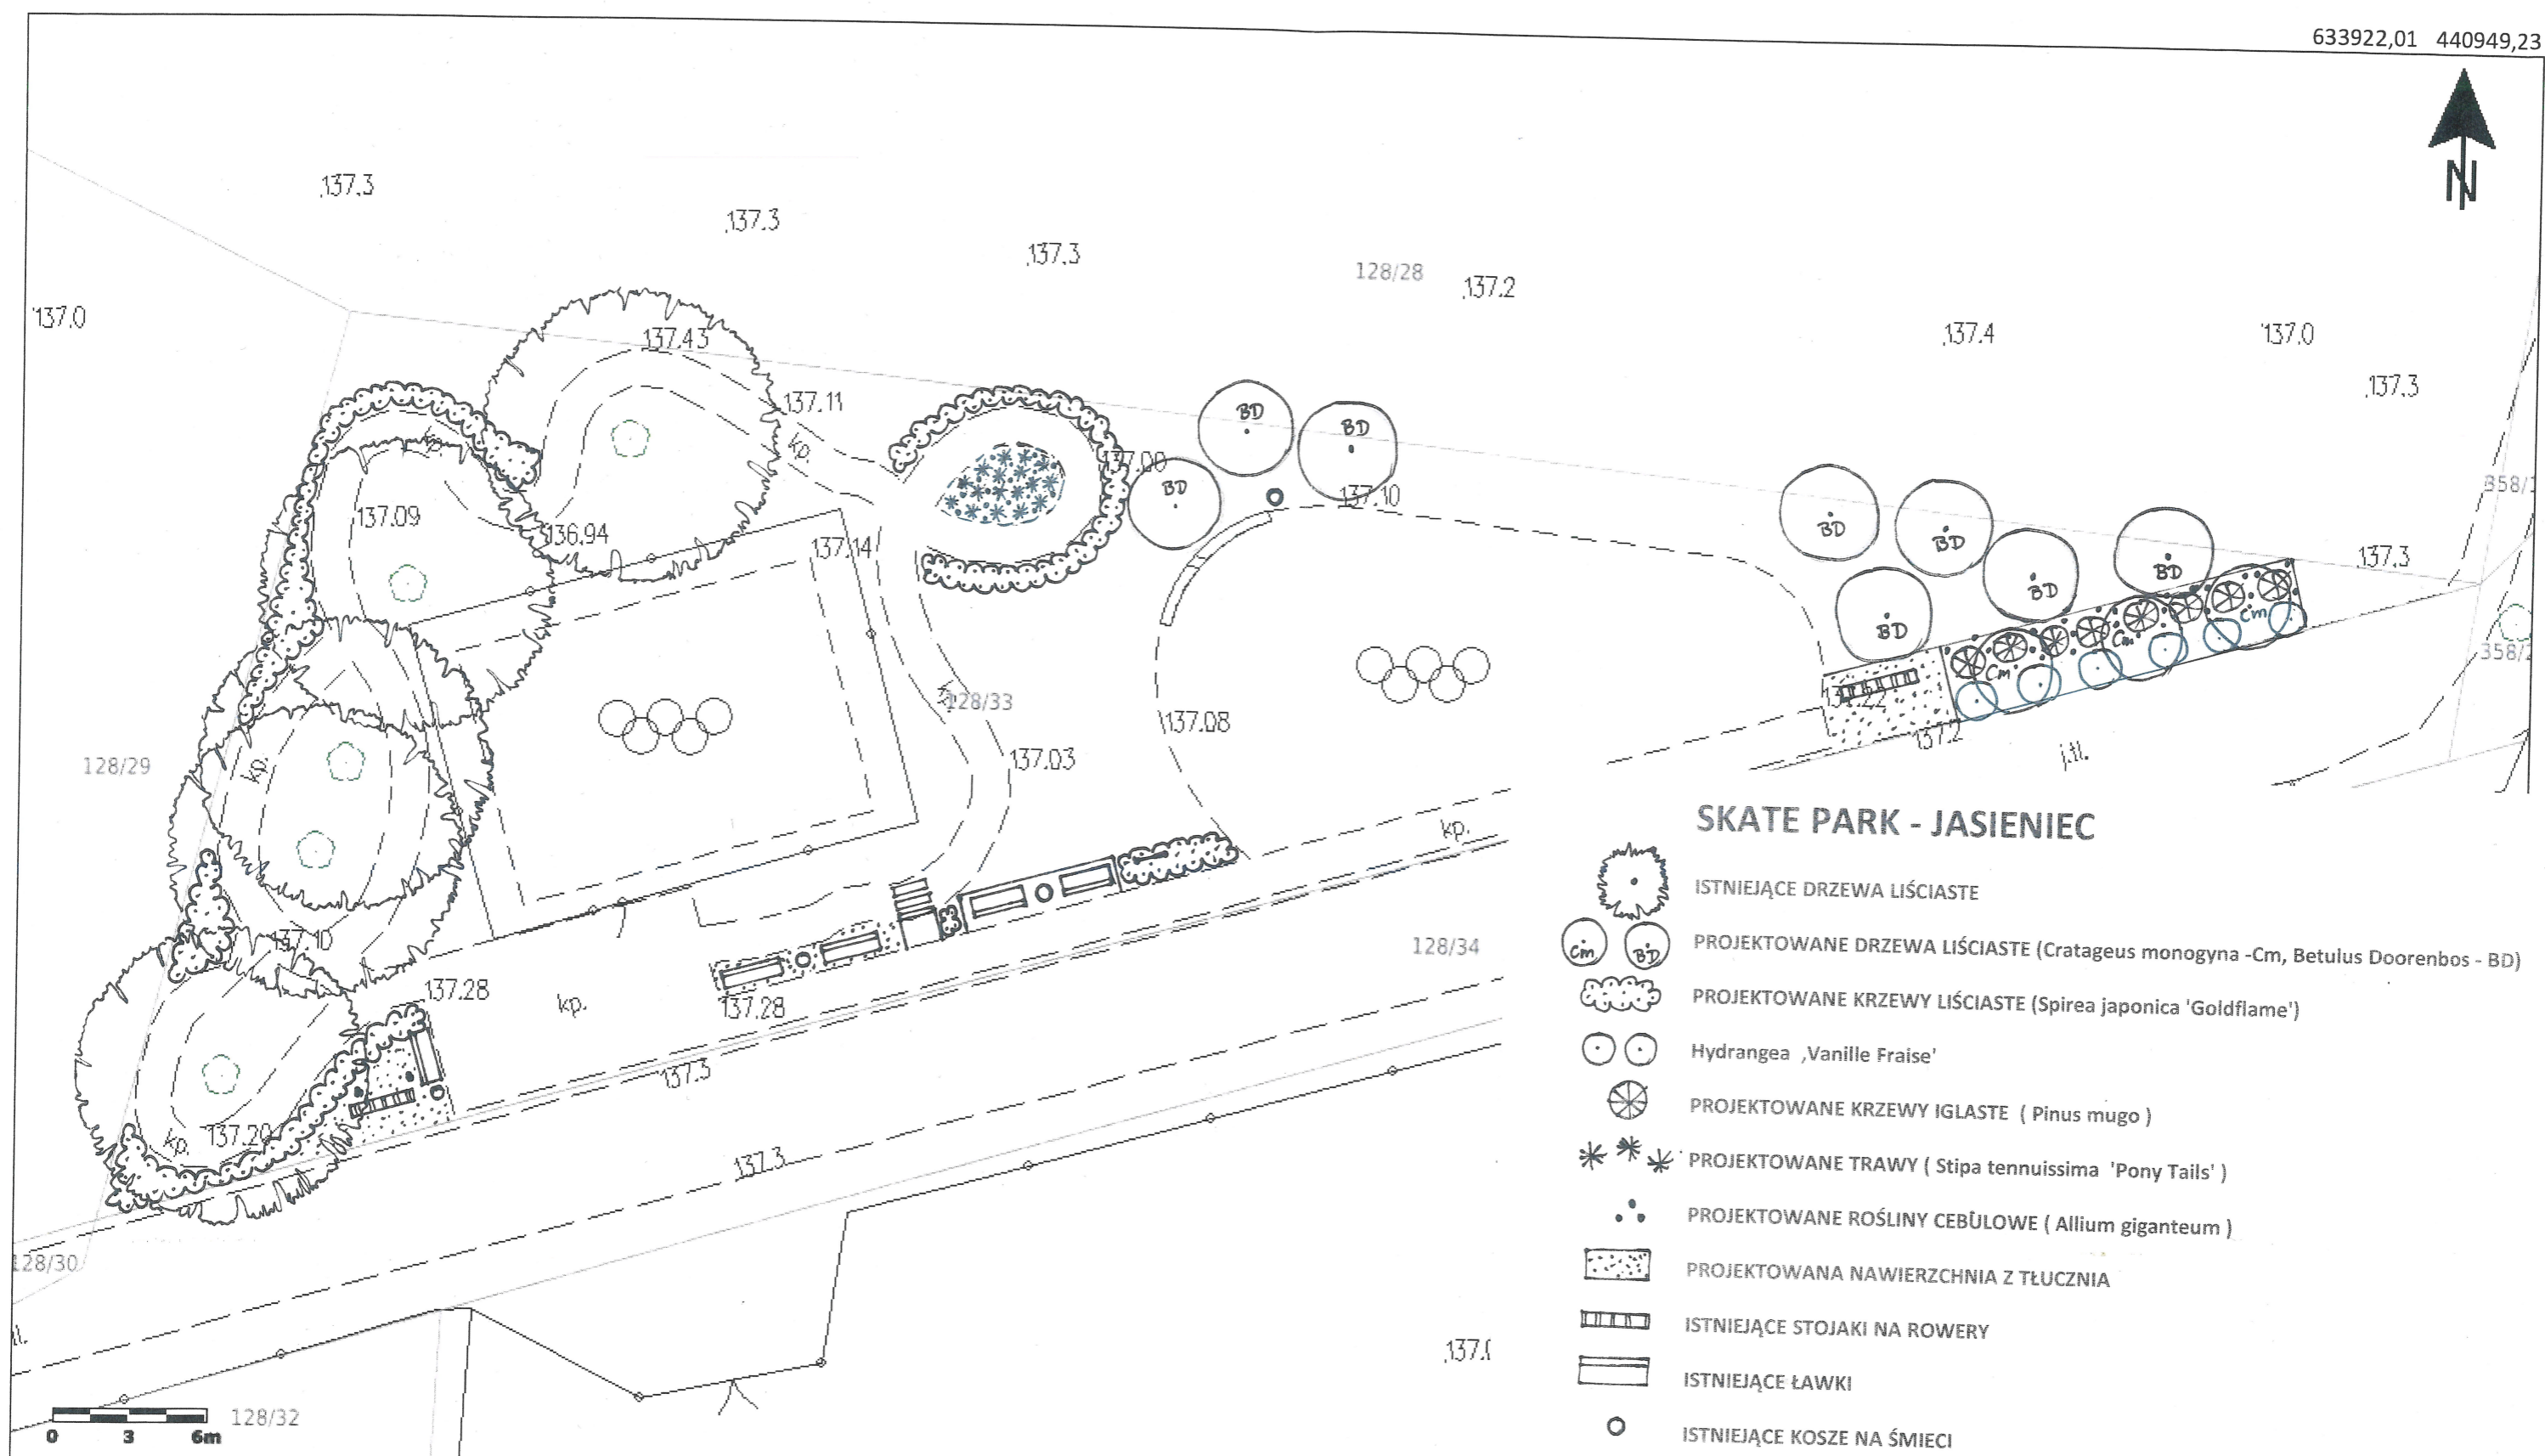 633922,01 440949,23
N
137.3
137.3
137.3
128/28
137.2
137.0
137.4
137.0
137.3
137.43
137.11
kp.
kp.
BD
BD
BD
137.00
137.10
358/
137.09
136.94
137.14
BD
BD
BD
BD
BD
137.3
Cm
Cm
Cm
358/2
128/33
137.08
137.2
j.tl.
128/29
kp.
137.03
kp.
137.10
137.28
kp.
137.28
128/34
137.3
kp.
137.20
137.3
128/30
128/32
0 3 6m
SKATE PARK - JASIENIEC
ISTNIEJĄCE DRZEWA LIŚCIASTE
Cm BD PROJEKTOWANE DRZEWA LIŚCIASTE (Cratageus monogyna -Cm, Betulus Doorenbos - BD)
PROJEKTOWANE KRZEWY LIŚCIASTE (Spirea japonica 'Goldflame')
Hydrangea ,Vanille Fraise'
PROJEKTOWANE KRZEWY IGLASTE ( Pinus mugo )
PROJEKTOWANE TRAWY ( Stipa tennuissima 'Pony Tails' )
PROJEKTOWANE ROŚLINY CEBULOWE ( Allium giganteum )
PROJEKTOWANA NAWIERZCHNIA Z TŁUCZNIA
ISTNIEJĄCE STOJAKI NA ROWERY
ISTNIEJĄCE ŁAWKI
ISTNIEJĄCE KOSZE NA ŚMIECI